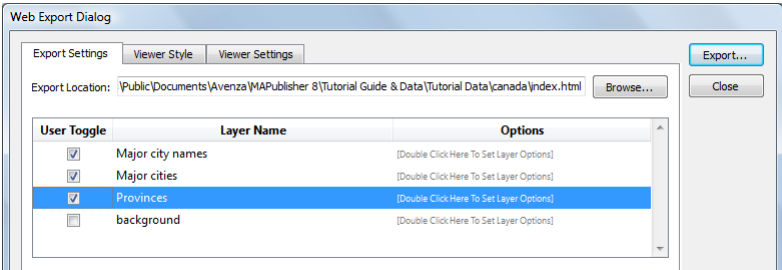 Web Export Dialog
Export Settings Viewer Style Viewer Settings Export...
Export Location: \Public\Documents\Avenza\MAPublisher 8\Tutorial Guide & Data\Tutorial Data\canada\index.html Browse... Close
User Toggle Layer Name Options
Major city names [Double Click Here To Set Layer Options]
Major cities [Double Click Here To Set Layer Options]
Provinces [Double Click Here To Set Layer Options]
background [Double Click Here To Set Layer Options]